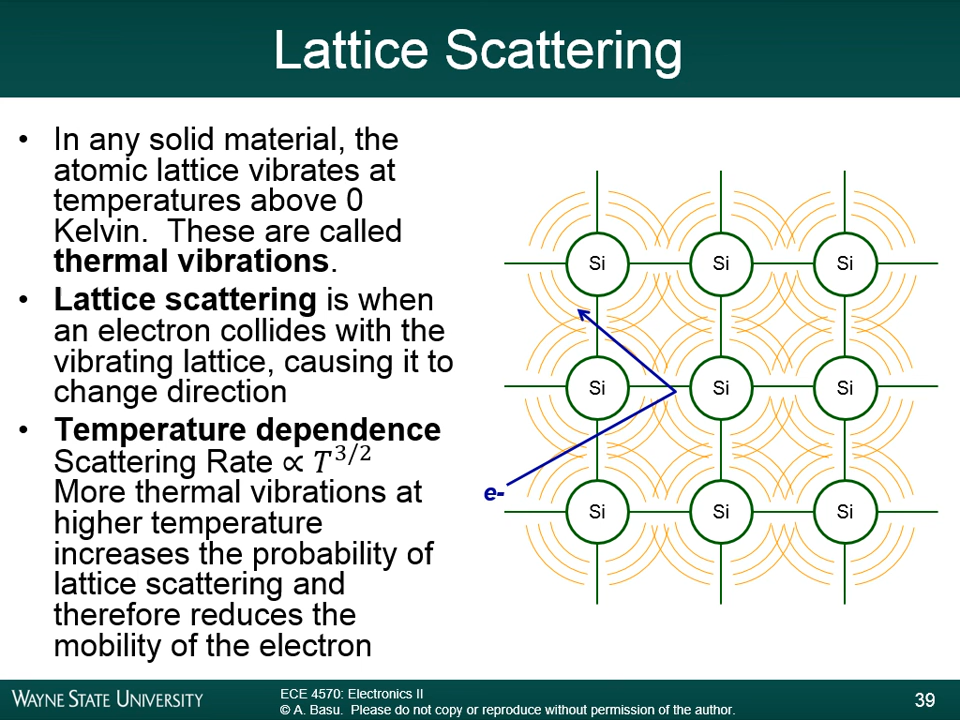 Lattice Scattering
• In any solid material, the
atomic lattice vibrates at
temperatures above 0
Kelvin.  These are called
thermal vibrations.
• Lattice scattering is when
an electron collides with the
vibrating lattice, causing it to
change direction
• Temperature dependence
Scattering Rate ∝ T^{3/2}
More thermal vibrations at
higher temperature
increases the probability of
lattice scattering and
therefore reduces the
mobility of the electron
Si Si Si
Si Si Si
e-
Si Si Si
WAYNE STATE UNIVERSITY
ECE 4570: Electronics II
© A. Basu.  Please do not copy or reproduce without permission of the author.
39